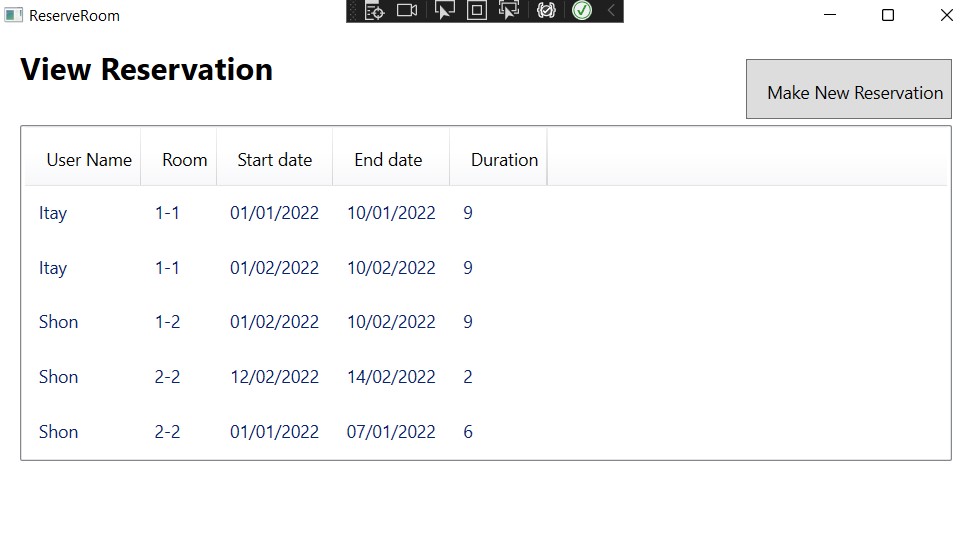 ReserveRoom
View Reservation
Make New Reservation
User Name Room Start date End date Duration
Itay 1-1 01/01/2022 10/01/2022 9
Itay 1-1 01/02/2022 10/02/2022 9
Shon 1-2 01/02/2022 10/02/2022 9
Shon 2-2 12/02/2022 14/02/2022 2
Shon 2-2 01/01/2022 07/01/2022 6